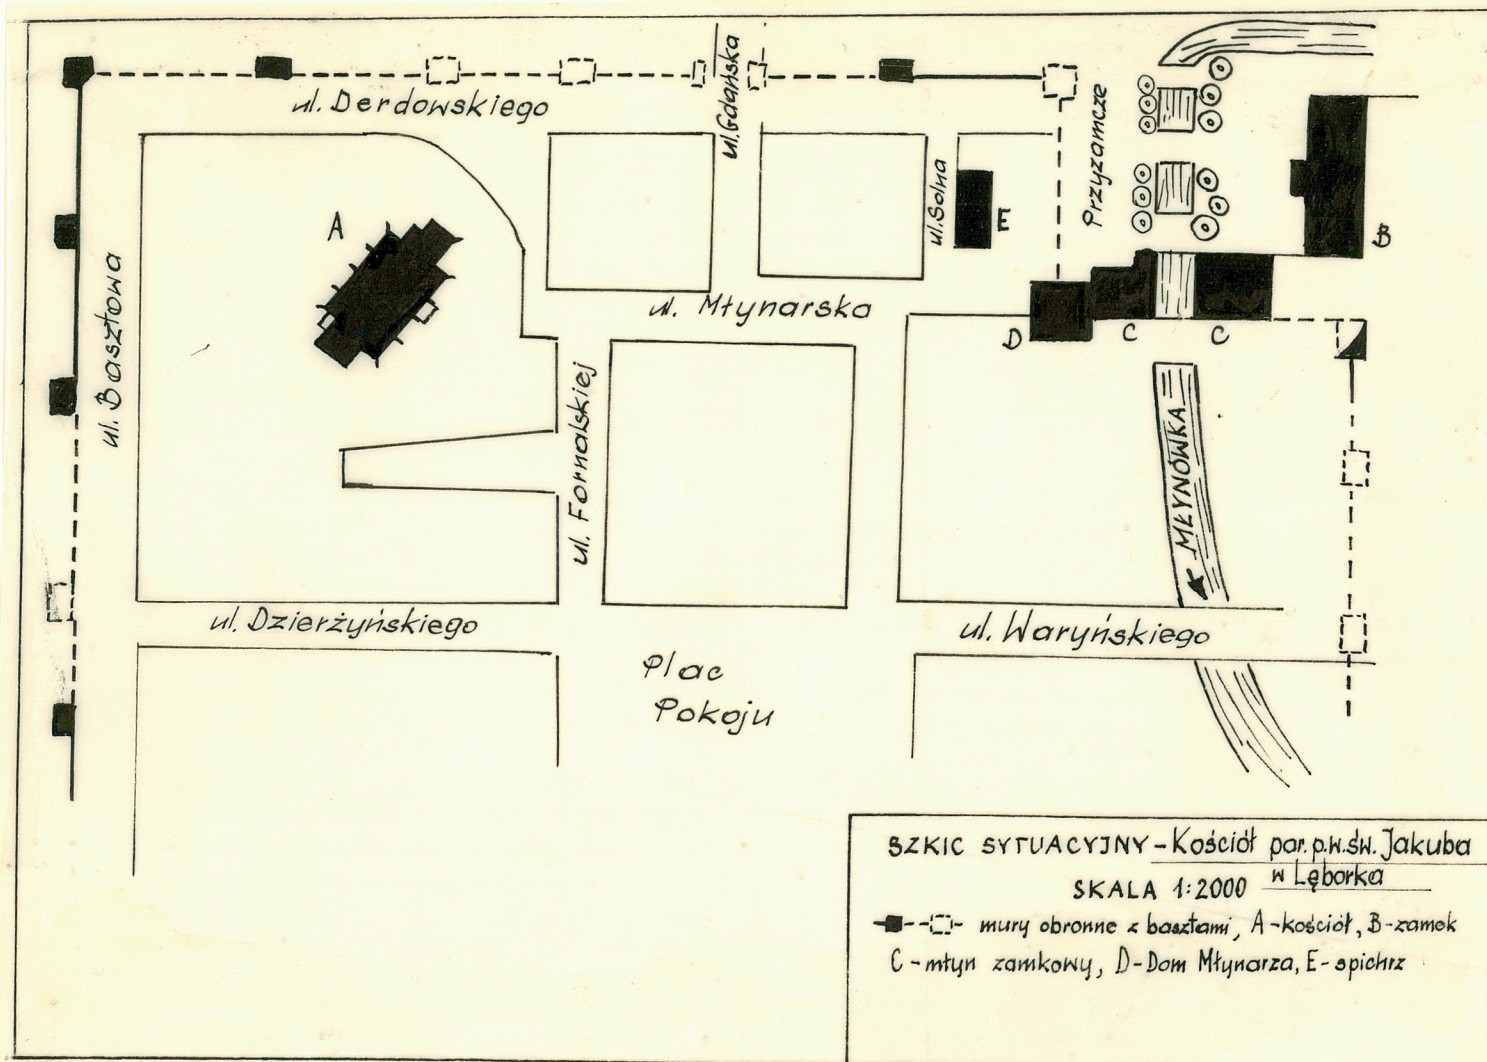 ul. Derdowskiego
ul. Gdańska
Przyzamcze
ul. Solna
A
E
B
ul. Basztowa
ul. Młynarska
D
C
C
ul. Fornalskiej
MŁYNÓWKA
ul. Dzierżyńskiego
ul. Waryńskiego
Plac
Pokoju
SZKIC SYTUACYJNY - Kościół par. p.w. św. Jakuba
w Lęborka
SKALA 1:2000
mury obronne z basztami, A - kościół, B - zamek
C - młyn zamkowy, D - Dom Młynarza, E - spichrz